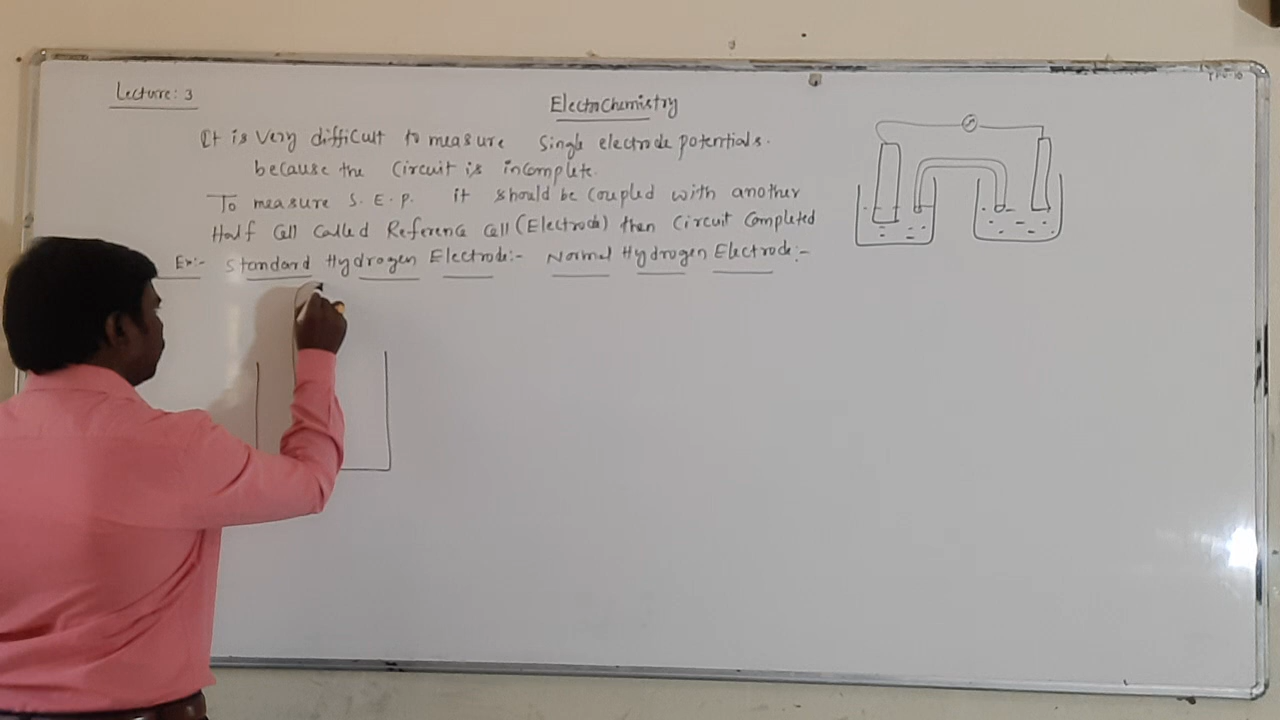 Lecture: 3
ElectroChemistry
It is very difficult to measure Single electrode potentials.
because the Circuit is incomplete.
To measure S.E.P. it should be coupled with another
Half Cell Called Reference Cell (Electrode) then Circuit Completed
Ex:- Standard Hydrogen Electrode:- Normal Hydrogen Electrode:-